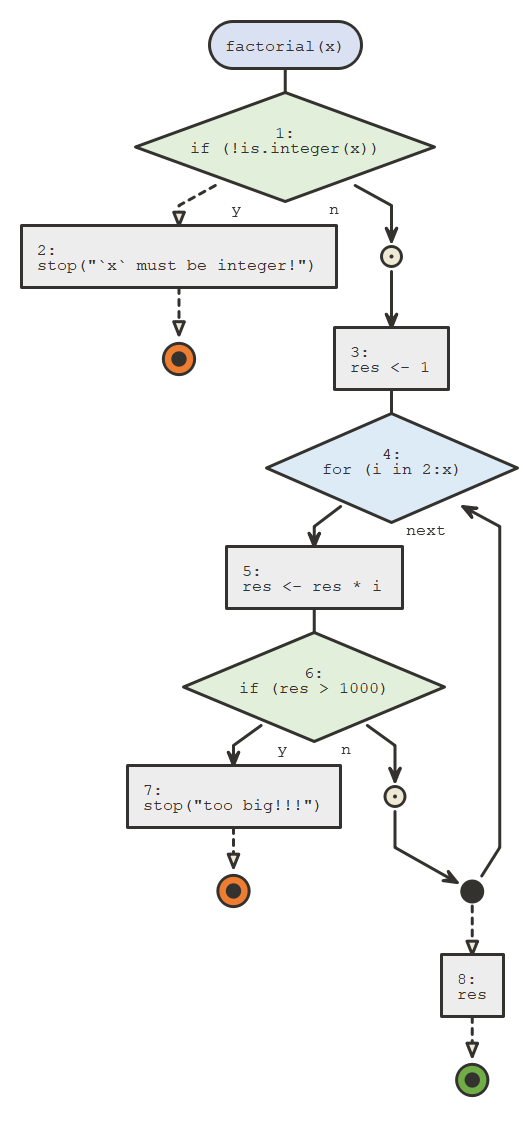 factorial(x)
1:
if (!is.integer(x))
y
n
2:
stop("`x` must be integer!")
3:
res <- 1
4:
for (i in 2:x)
next
5:
res <- res * i
6:
if (res > 1000)
y
n
7:
stop("too big!!!")
8:
res